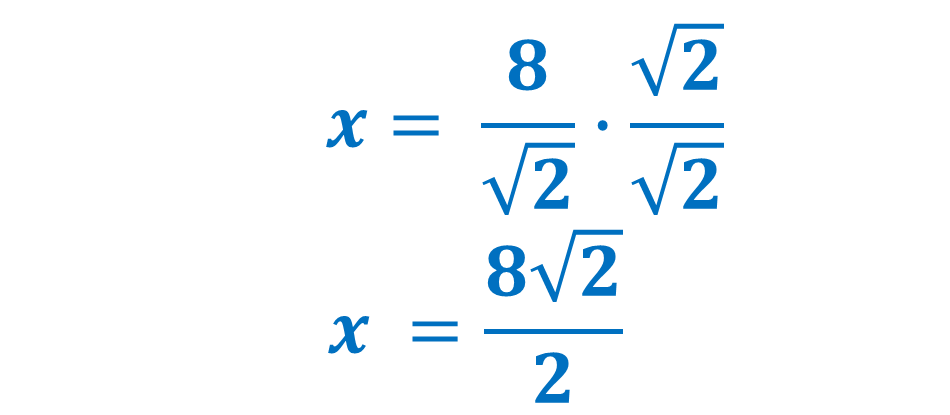 x = 8/√2 · √2/√2
x = 8√2/2